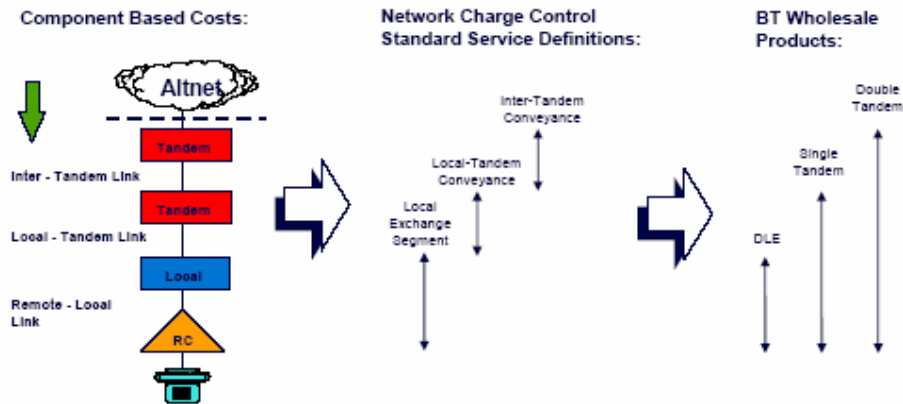 Component Based Costs:
Network Charge Control
Standard Service Definitions:
BT Wholesale
Products:
Altnet
Tandem
Inter - Tandem Link
Tandem
Local - Tandem Link
Local
Remote - Local
Link
RC
Inter-Tandem
Conveyance
Local-Tandem
Conveyance
Local
Exchange
Segment
Double
Tandem
Single
Tandem
DLE